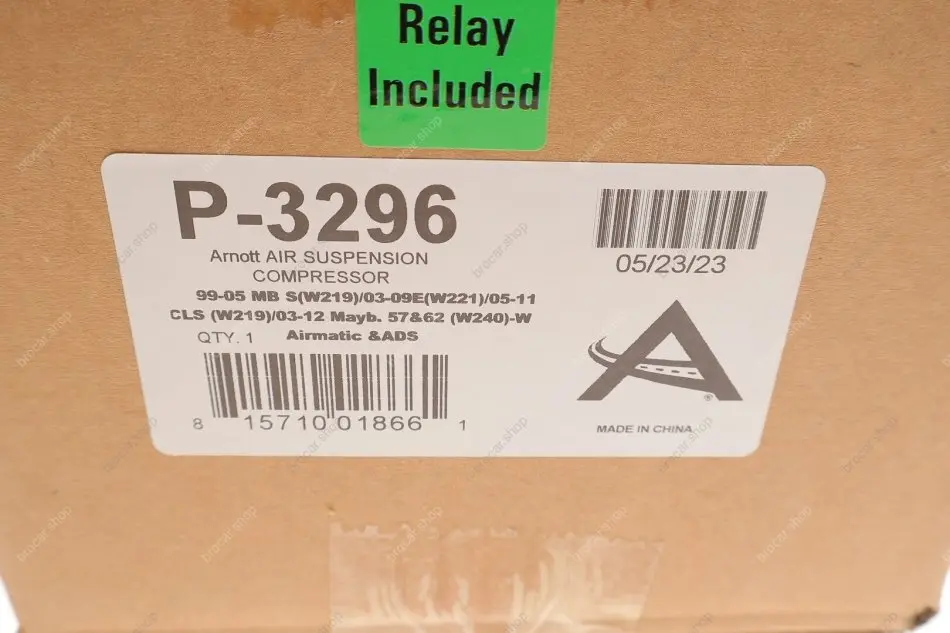 Relay
Included
P-3296
Arnott AIR SUSPENSION
COMPRESSOR
99-05 MB S(W219)/03-09E(W221)/05-11
CLS (W219)/03-12 Mayb. 57&62 (W240)-W
QTY. 1 Airmatic &ADS
8 15710 01866 1
05/23/23
A
®
MADE IN CHINA
brocar.shop